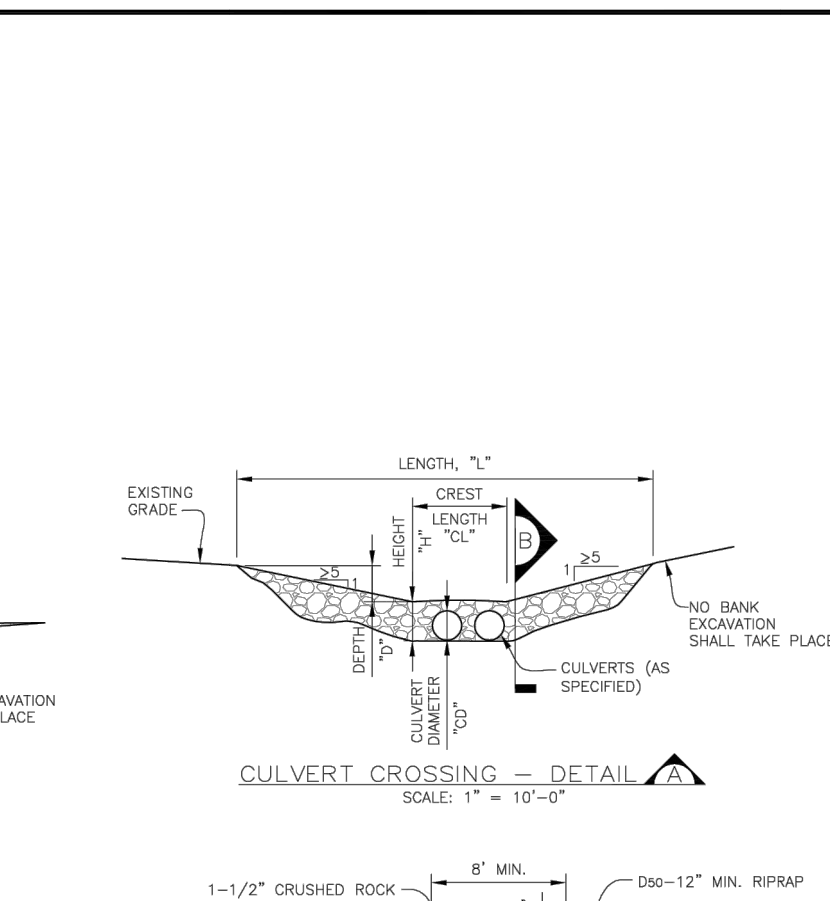 LENGTH, "L"
EXISTING
GRADE
CREST
LENGTH
"CL"
HEIGHT
"H"
B
≥5
1
1
≥5
DEPTH
"D"
CULVERT
DIAMETER
"CD"
NO BANK
EXCAVATION
SHALL TAKE PLACE
CULVERTS (AS
SPECIFIED)
AVATION
LACE
CULVERT CROSSING – DETAIL A
SCALE: 1" = 10'-0"
8' MIN.
1-1/2" CRUSHED ROCK
D50-12" MIN. RIPRAP